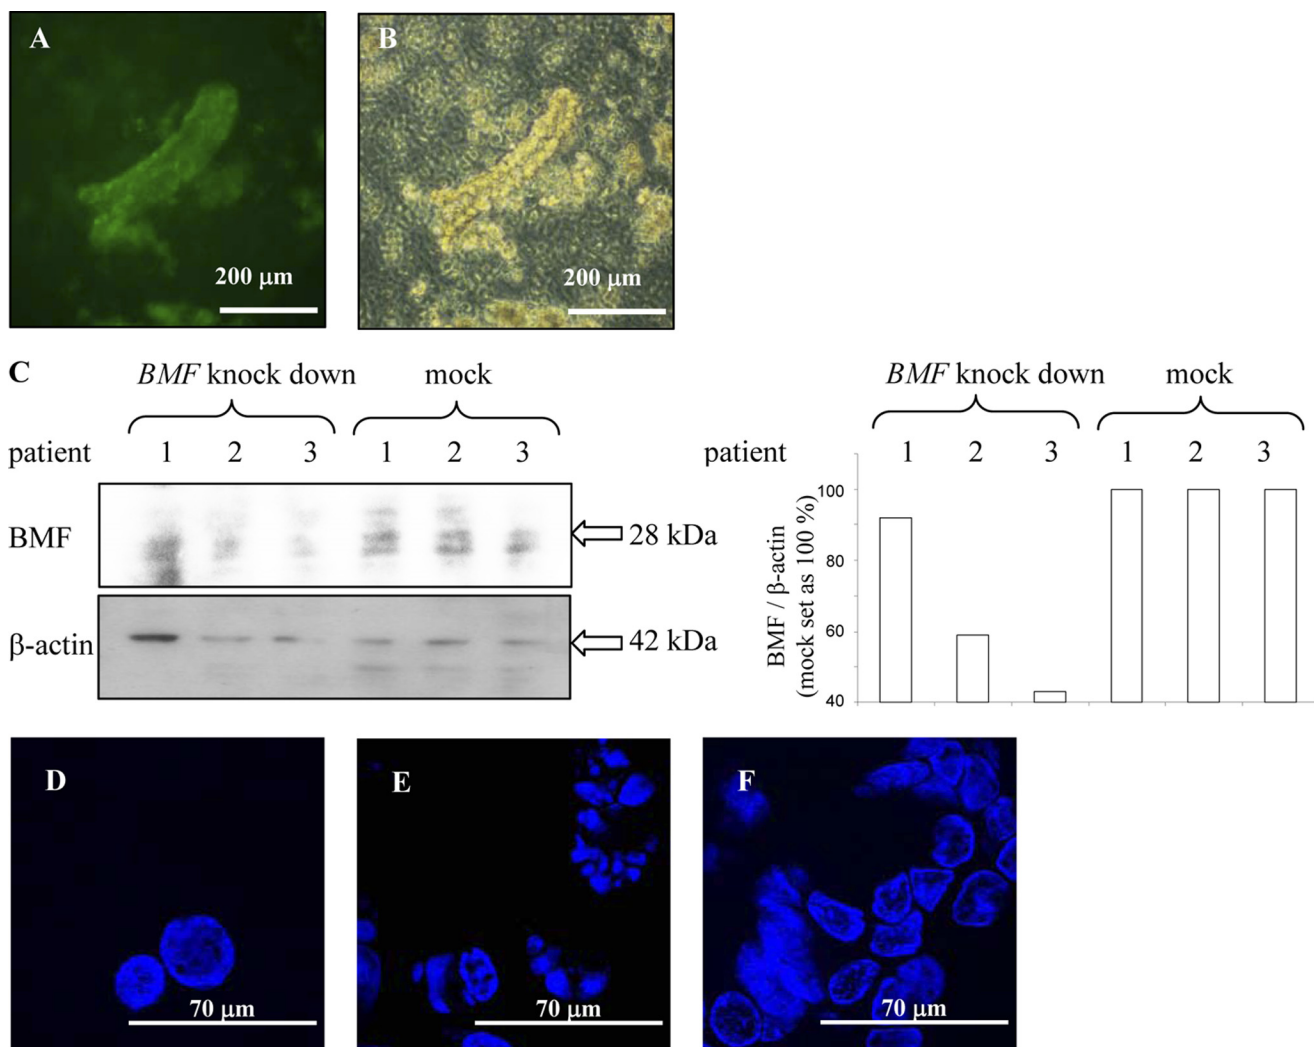 A
B
200 μm
200 μm
C
BMF knock down
mock
patient
1
2
3
1
2
3
BMF
28 kDa
β-actin
42 kDa
BMF knock down
mock
patient
1
2
3
1
2
3
BMF / β-actin
(mock set as 100 %)
100
80
60
40
D
E
F
70 μm
70 μm
70 μm